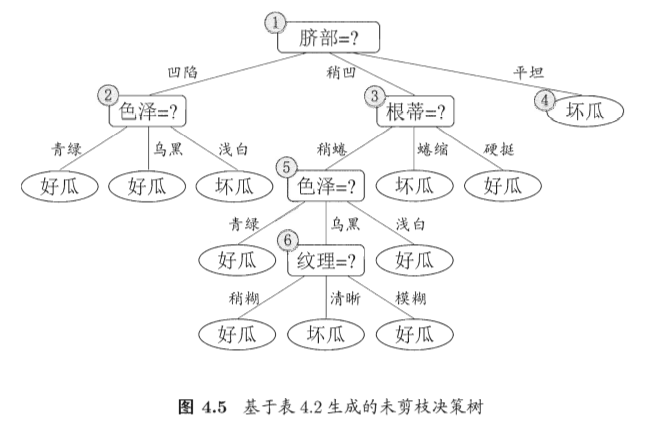 1
脐部=?
凹陷 稍凹 平坦
2 3 4
色泽=? 根蒂=? 坏瓜
青绿 乌黑 浅白 稍蜷 蜷缩 硬挺
5
好瓜 好瓜 坏瓜 色泽=? 坏瓜 好瓜
青绿 乌黑 浅白
6
好瓜 纹理=? 好瓜
稍糊 清晰 模糊
好瓜 坏瓜 好瓜
图 4.5 基于表 4.2 生成的未剪枝决策树